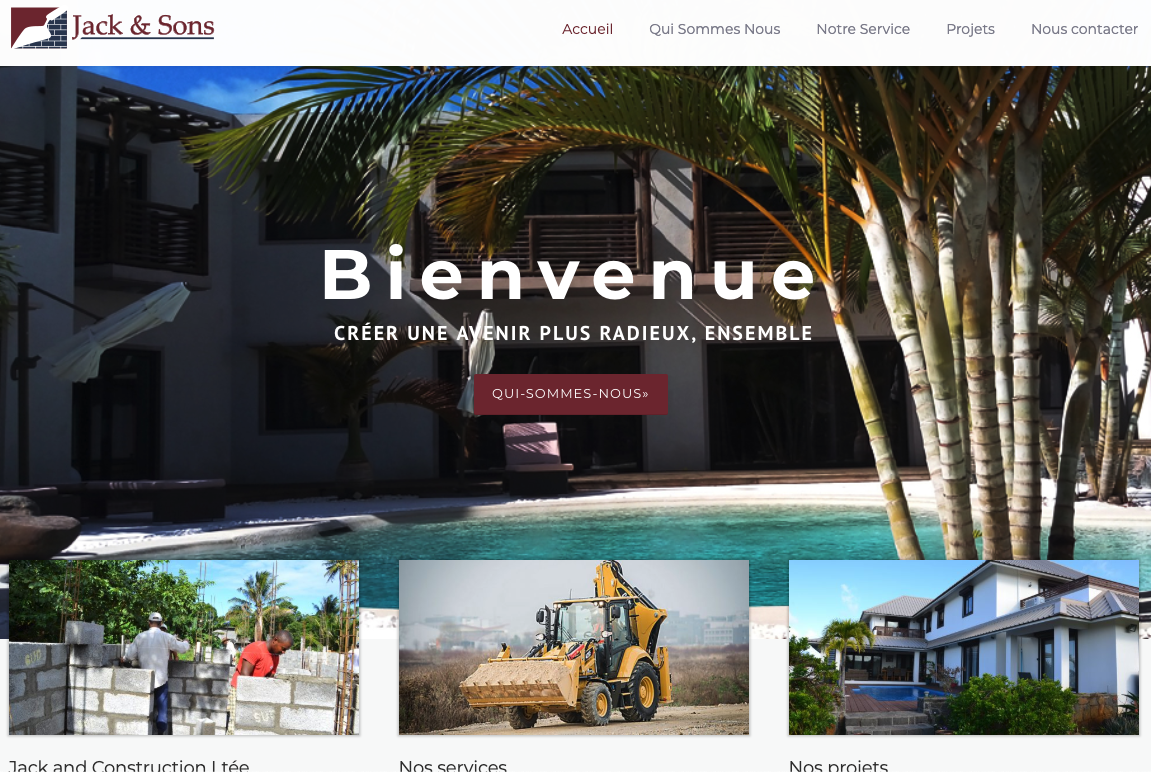 Jack & Sons
Accueil
Qui Sommes Nous
Notre Service
Projets
Nous contacter
Bienvenue
CRÉER UNE AVENIR PLUS RADIEUX, ENSEMBLE
QUI-SOMMES-NOUS»
Jack and Construction Ltée
Nos services
Nos projets